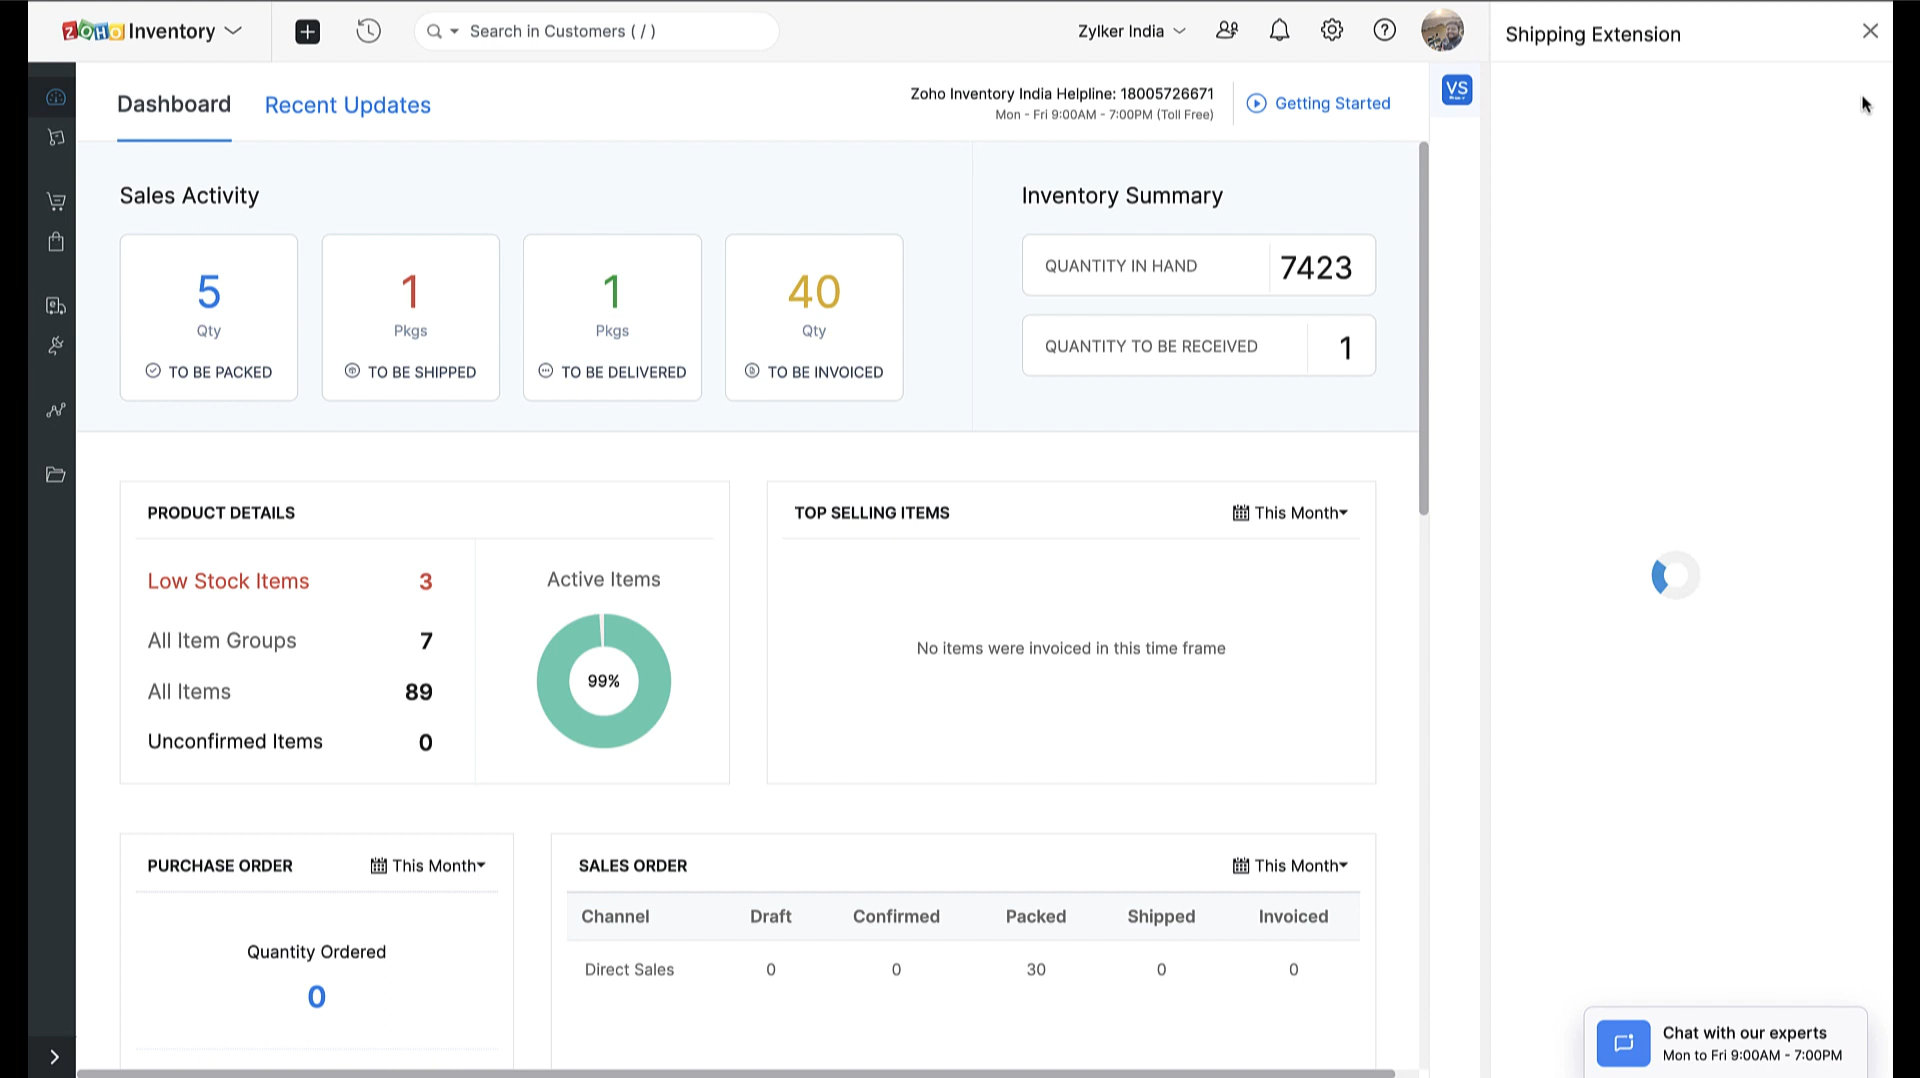 ZOHO Inventory
Search in Customers ( / )
Zylker India
Shipping Extension
Dashboard
Recent Updates
Zoho Inventory India Helpline: 18005726671
Mon - Fri 9:00AM - 7:00PM (Toll Free)
Getting Started
VS
Sales Activity
5
Qty
TO BE PACKED
1
Pkgs
TO BE SHIPPED
1
Pkgs
TO BE DELIVERED
40
Qty
TO BE INVOICED
Inventory Summary
QUANTITY IN HAND 7423
QUANTITY TO BE RECEIVED 1
PRODUCT DETAILS
Low Stock Items 3
All Item Groups 7
All Items 89
Unconfirmed Items 0
Active Items
99%
TOP SELLING ITEMS
This Month
No items were invoiced in this time frame
PURCHASE ORDER
This Month
Quantity Ordered
0
SALES ORDER
This Month
Channel Draft Confirmed Packed Shipped Invoiced
Direct Sales 0 0 30 0 0
Chat with our experts
Mon to Fri 9:00AM - 7:00PM